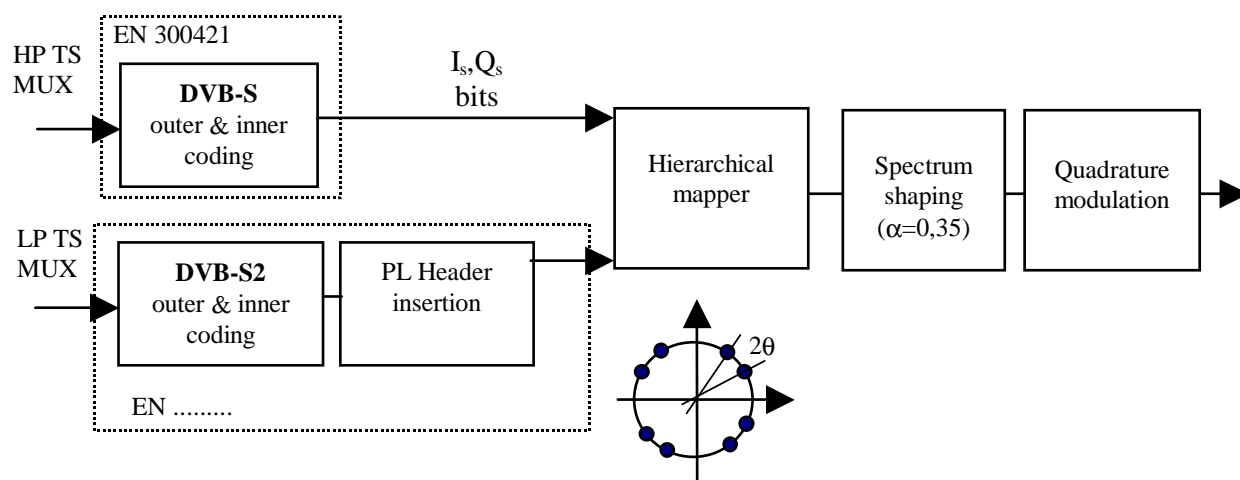 EN 300421
HP TS
MUX
DVB-S
outer & inner
coding
Is,Qs
bits
Hierarchical
mapper
Spectrum
shaping
(α=0,35)
Quadrature
modulation
LP TS
MUX
DVB-S2
outer & inner
coding
PL Header
insertion
2θ
EN .........